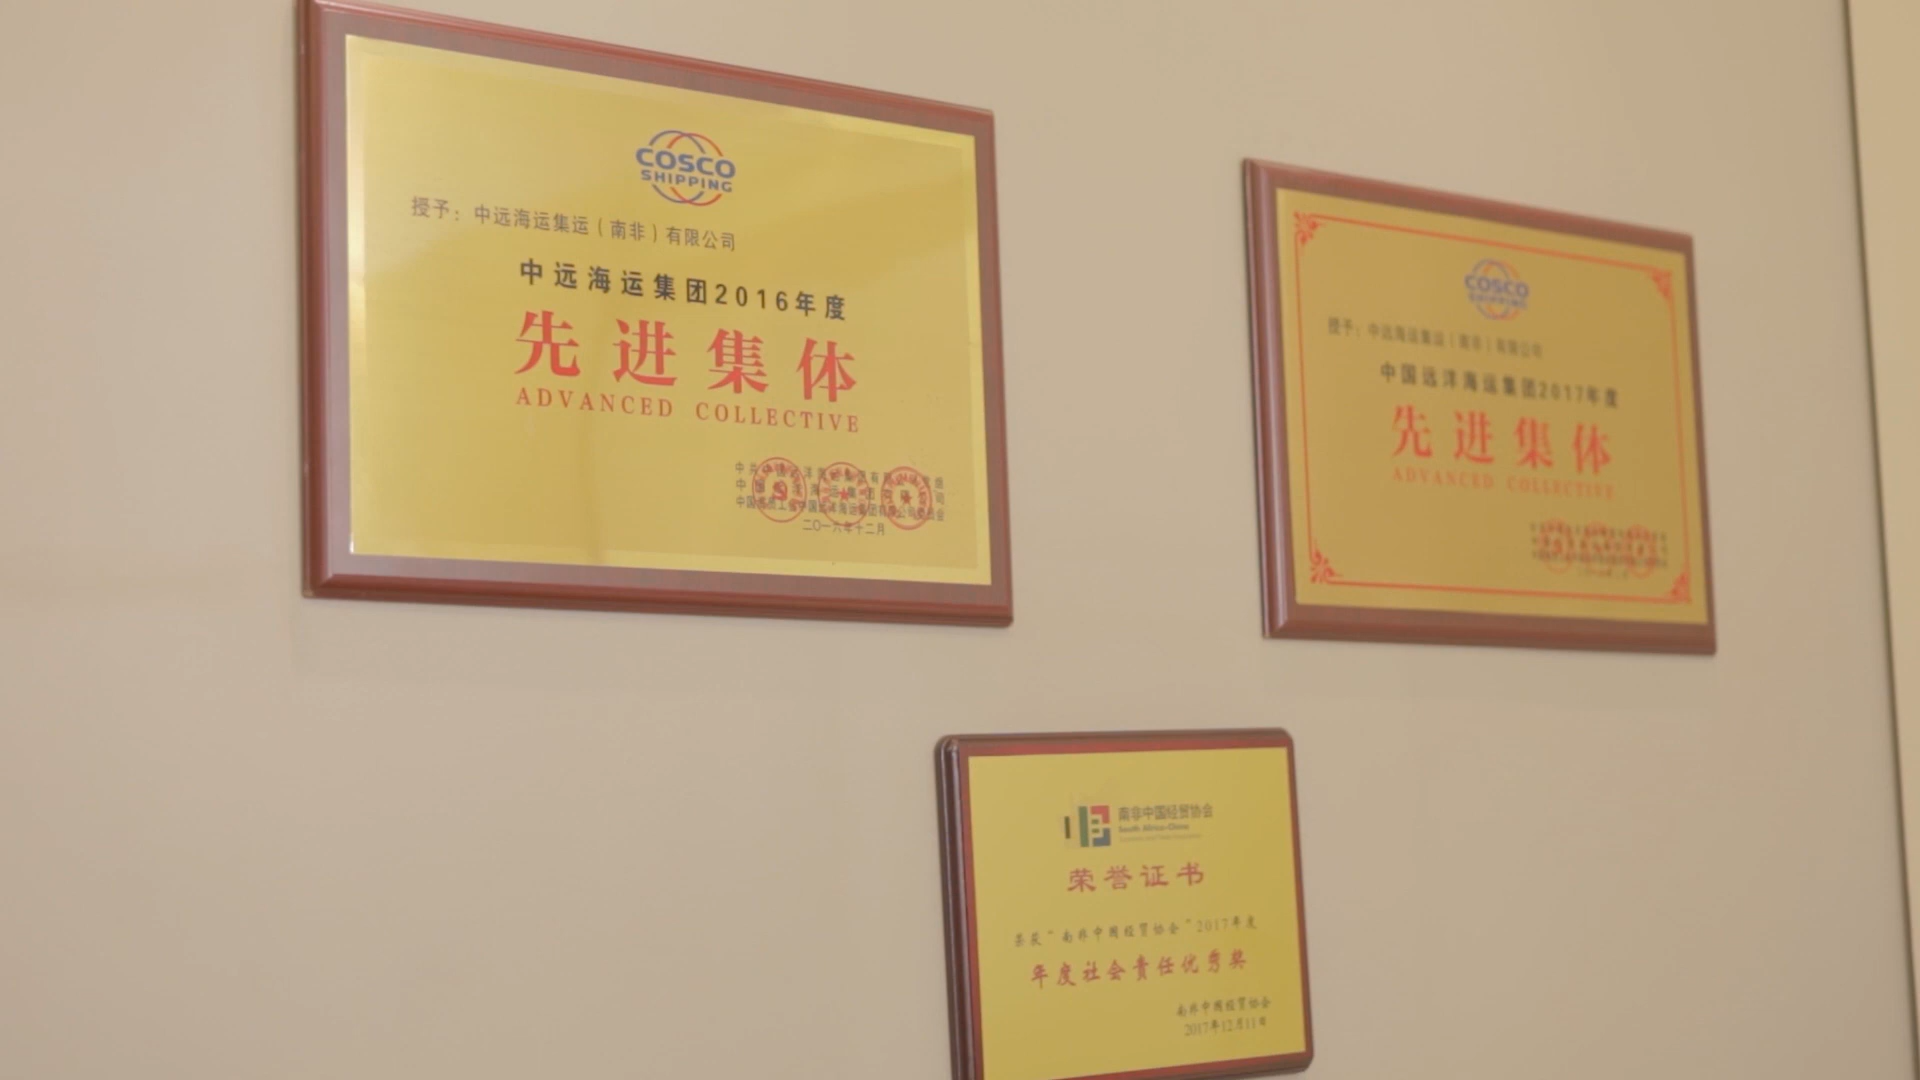 COSCO
SHIPPING
授予：中远海运集运（南非）有限公司
中远海运集团2016年度
先进集体
ADVANCED COLLECTIVE
二〇一六年十二月
COSCO
SHIPPING
授予：中远海运集运（南非）有限公司
中国远洋海运集团2017年度
先进集体
ADVANCED COLLECTIVE
南非中国经贸协会
South Africa-China
荣誉证书
荣获“南非中国经贸协会”2017年度
年度社会责任优秀奖
南非中国经贸协会
2017年12月11日